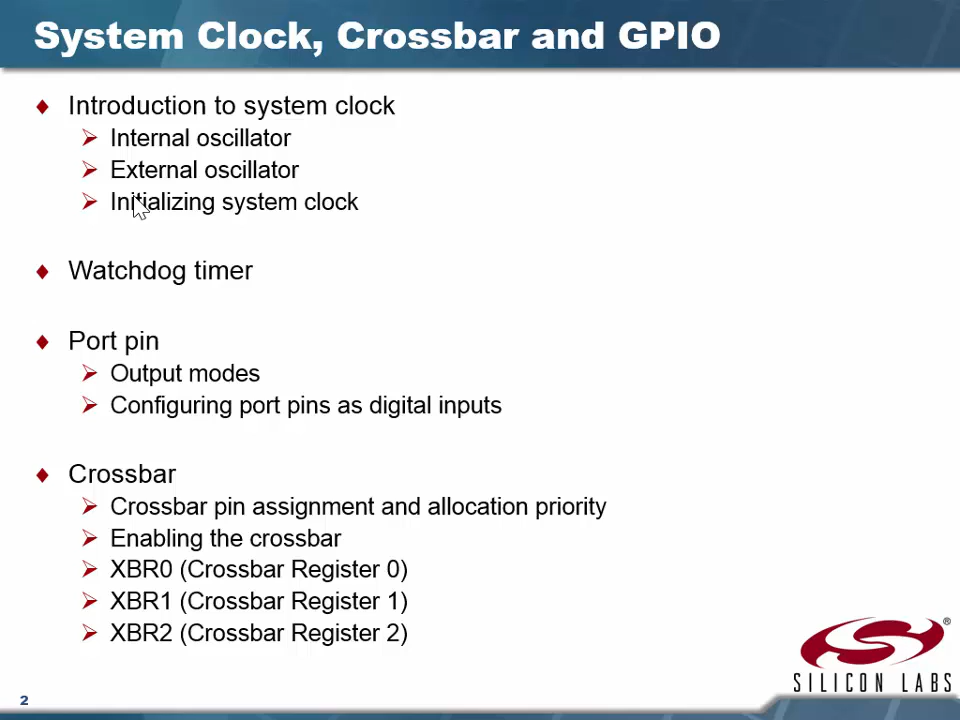 System Clock, Crossbar and GPIO
Introduction to system clock
Internal oscillator
External oscillator
Initializing system clock
Watchdog timer
Port pin
Output modes
Configuring port pins as digital inputs
Crossbar
Crossbar pin assignment and allocation priority
Enabling the crossbar
XBR0 (Crossbar Register 0)
XBR1 (Crossbar Register 1)
XBR2 (Crossbar Register 2)
®
SILICON LABS
2